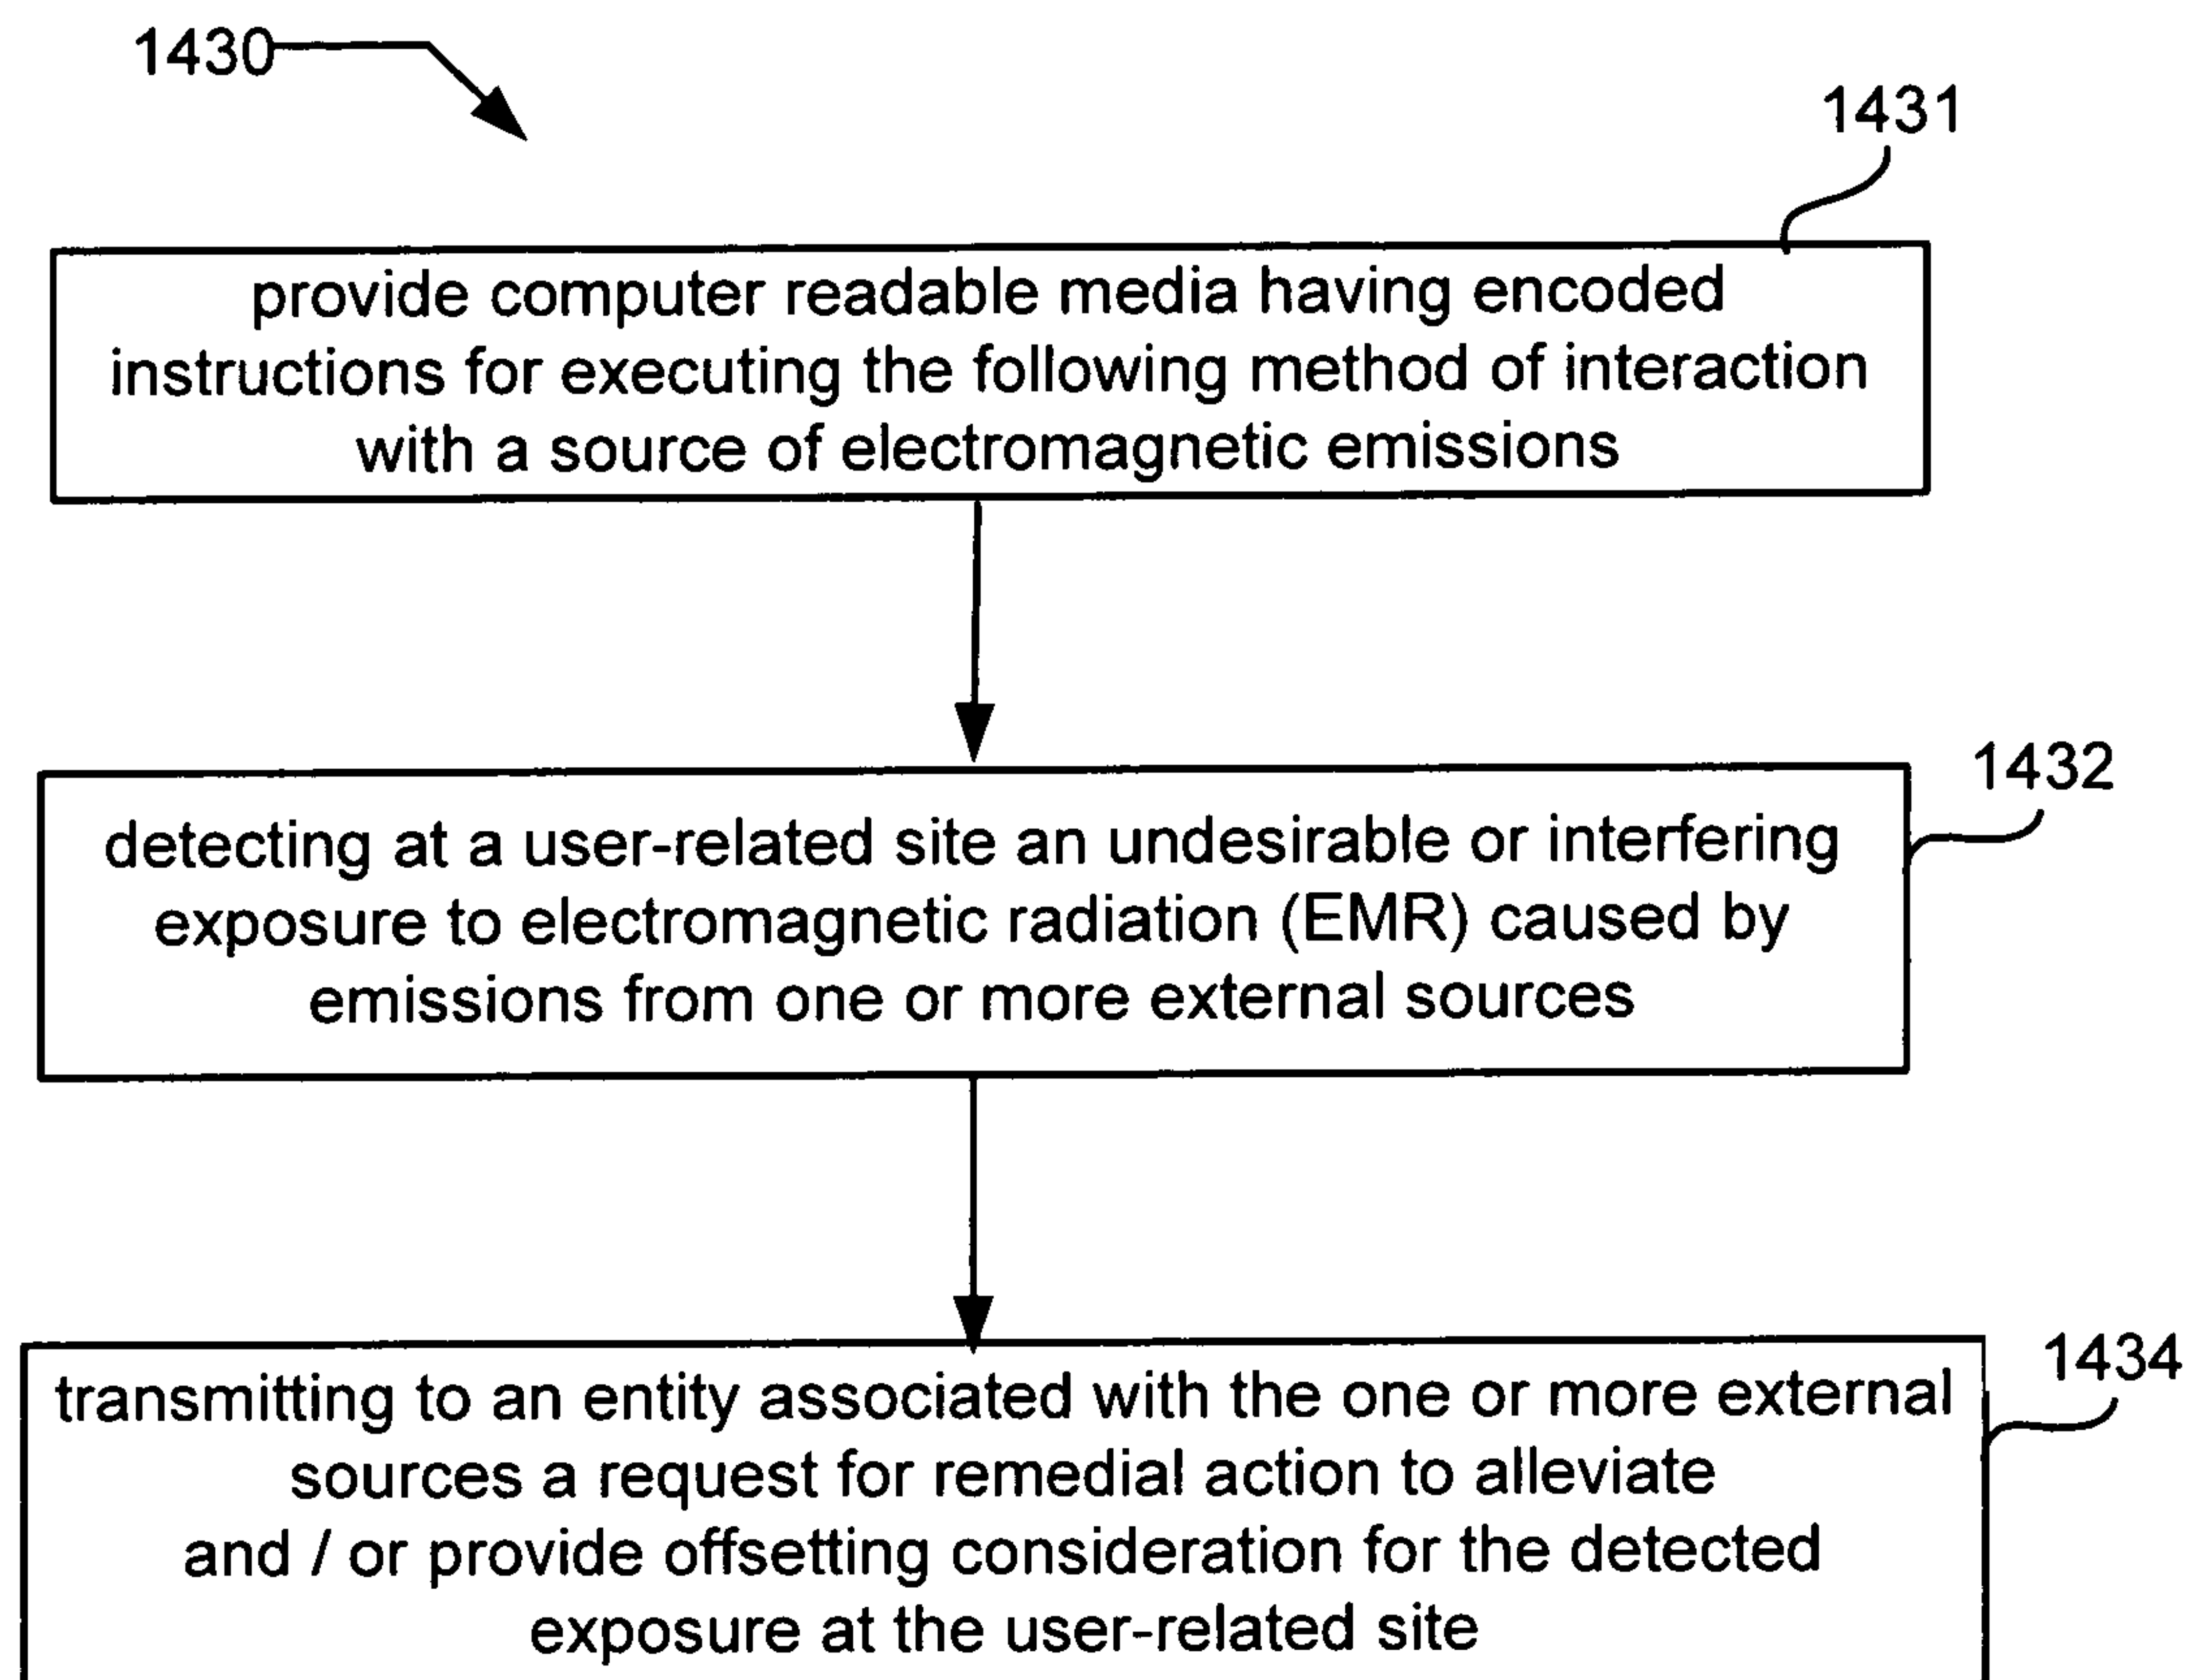 1430
1431
provide computer readable media having encoded
instructions for executing the following method of interaction
with a source of electromagnetic emissions
1432
detecting at a user-related site an undesirable or interfering
exposure to electromagnetic radiation (EMR) caused by
emissions from one or more external sources
1434
transmitting to an entity associated with the one or more external
sources a request for remedial action to alleviate
and / or provide offsetting consideration for the detected
exposure at the user-related site